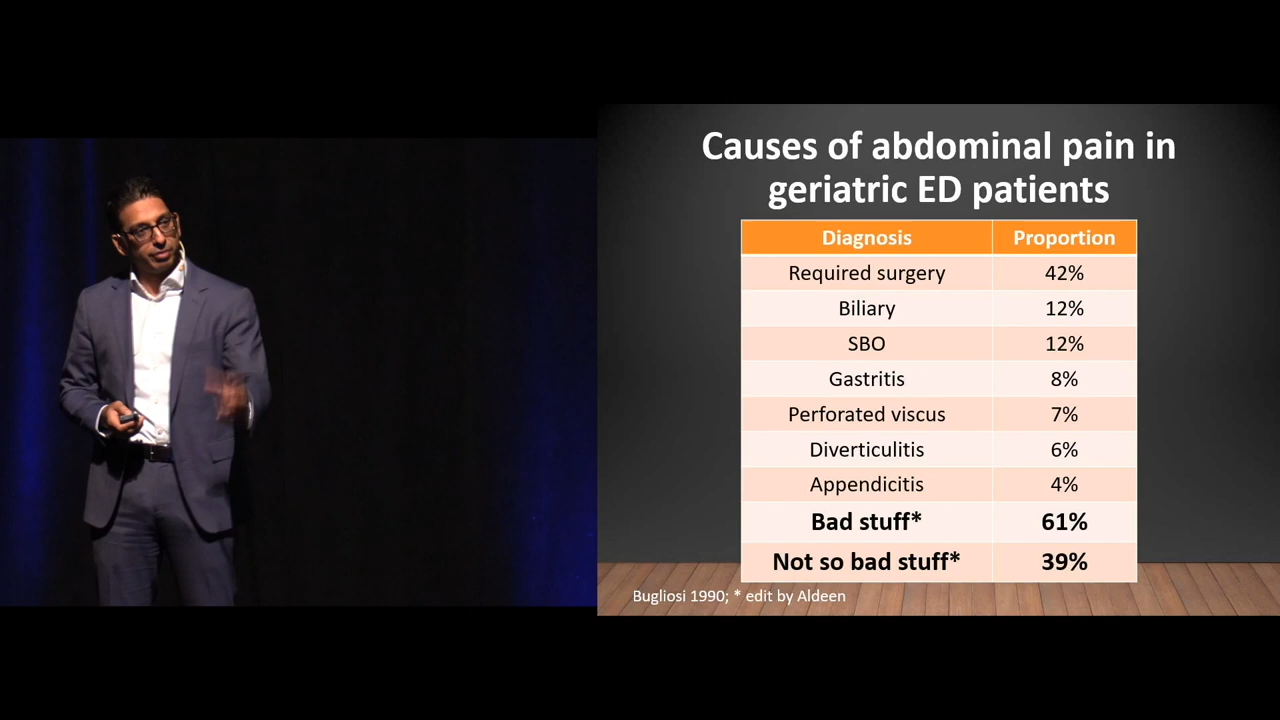 Causes of abdominal pain in
geriatric ED patients
Diagnosis Proportion
Required surgery 42%
Biliary 12%
SBO 12%
Gastritis 8%
Perforated viscus 7%
Diverticulitis 6%
Appendicitis 4%
Bad stuff* 61%
Not so bad stuff* 39%
Bugliosi 1990; * edit by Aldeen